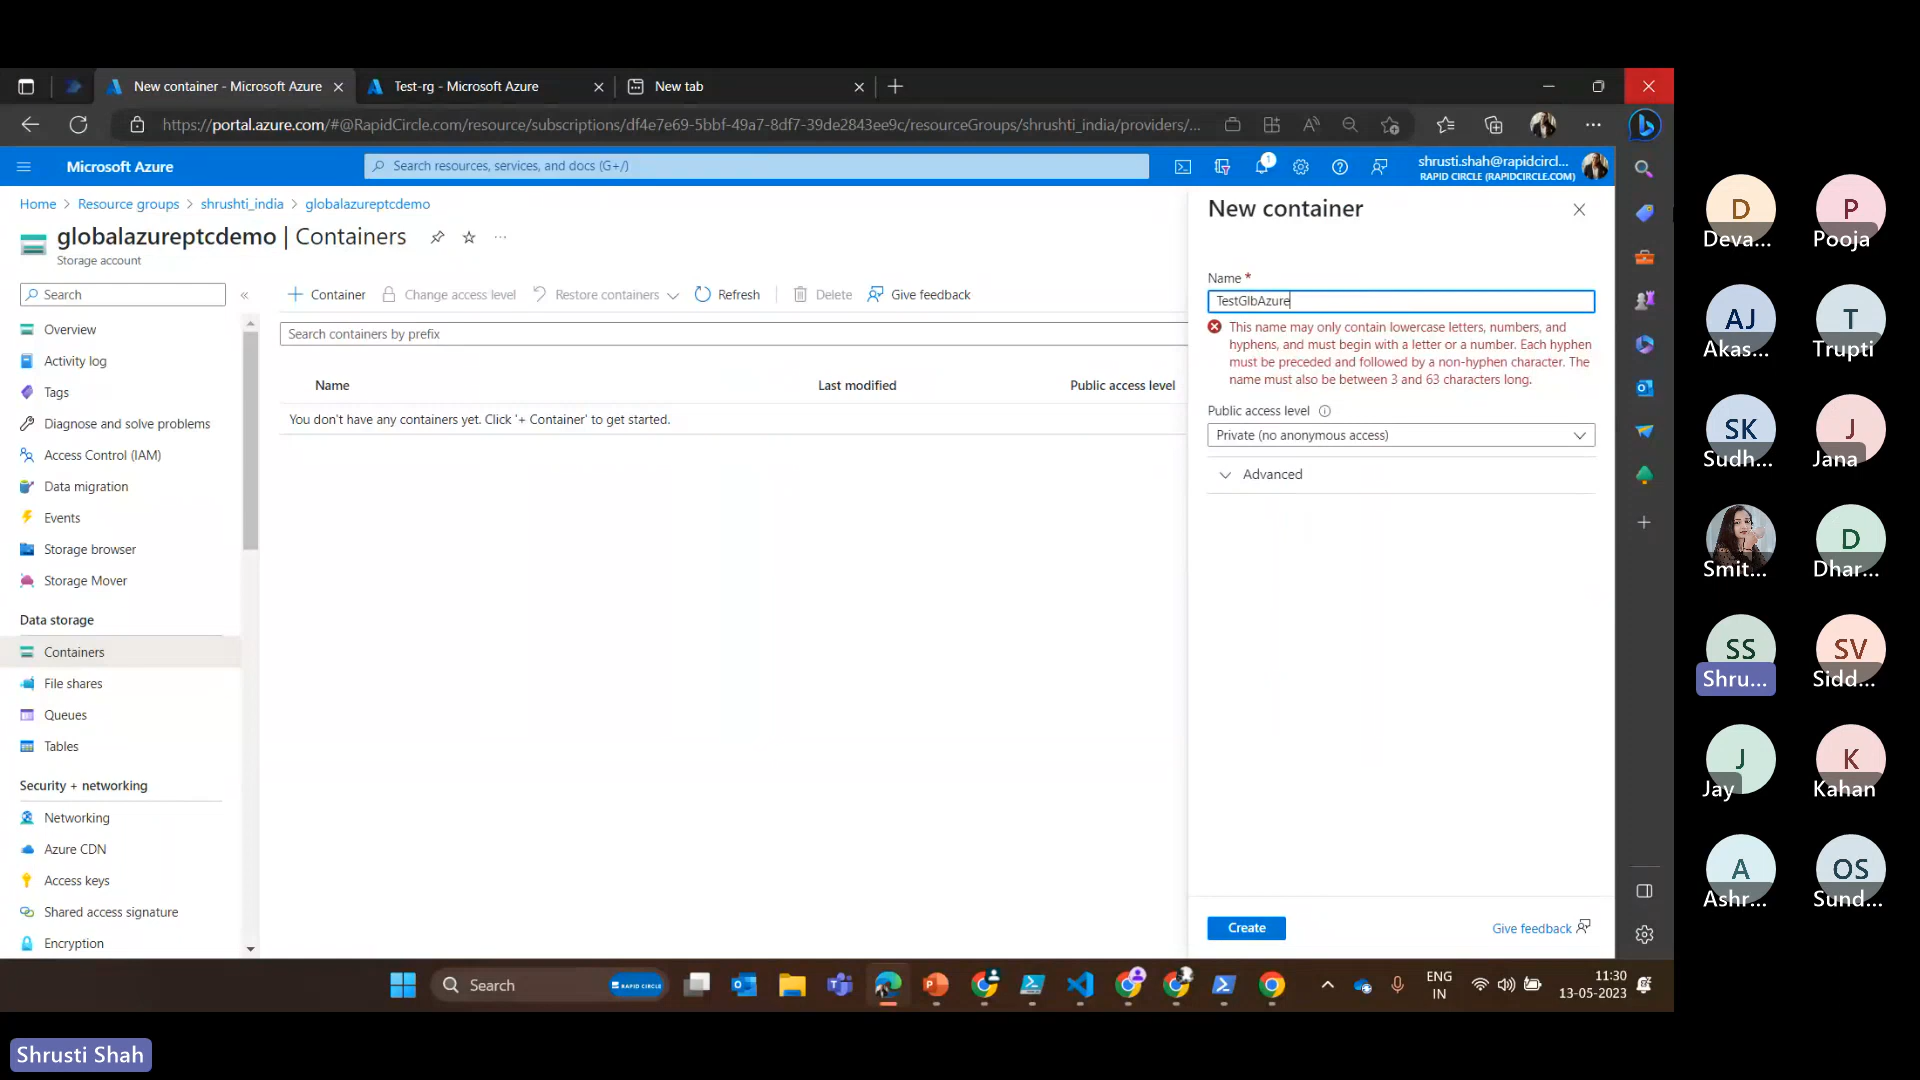 New container - Microsoft Azure
Test-rg - Microsoft Azure
New tab
https://portal.azure.com/#@RapidCircle.com/resource/subscriptions/df4e7e69-5bbf-49a7-8df7-39de2843ee9c/resourceGroups/shrushti_india/providers/...
Microsoft Azure
Search resources, services, and docs (G+/)
1
shrusti.shah@rapidcircl...
RAPID CIRCLE (RAPIDCIRCLE.COM)
Home > Resource groups > shrushti_india > globalazureptcdemo
globalazureptcdemo | Containers
Storage account
Search
Container
Change access level
Restore containers
Refresh
Delete
Give feedback
Search containers by prefix
Name
Last modified
Public access level
You don't have any containers yet. Click '+ Container' to get started.
Overview
Activity log
Tags
Diagnose and solve problems
Access Control (IAM)
Data migration
Events
Storage browser
Storage Mover
Data storage
Containers
File shares
Queues
Tables
Security + networking
Networking
Azure CDN
Access keys
Shared access signature
Encryption
New container
Name *
TestGlbAzure
This name may only contain lowercase letters, numbers, and
hyphens, and must begin with a letter or a number. Each hyphen
must be preceded and followed by a non-hyphen character. The
name must also be between 3 and 63 characters long.
Public access level
Private (no anonymous access)
Advanced
Create
Give feedback
Search
RAPID CIRCLE
ENG
IN
11:30
13-05-2023
D
Deva...
P
Pooja
AJ
Akas...
T
Trupti
SK
Sudh...
J
Jana
Smit...
D
Dhar...
SS
Shru...
SV
Sidd...
J
Jay
K
Kahan
A
Ashr...
OS
Sund...
Shrusti Shah